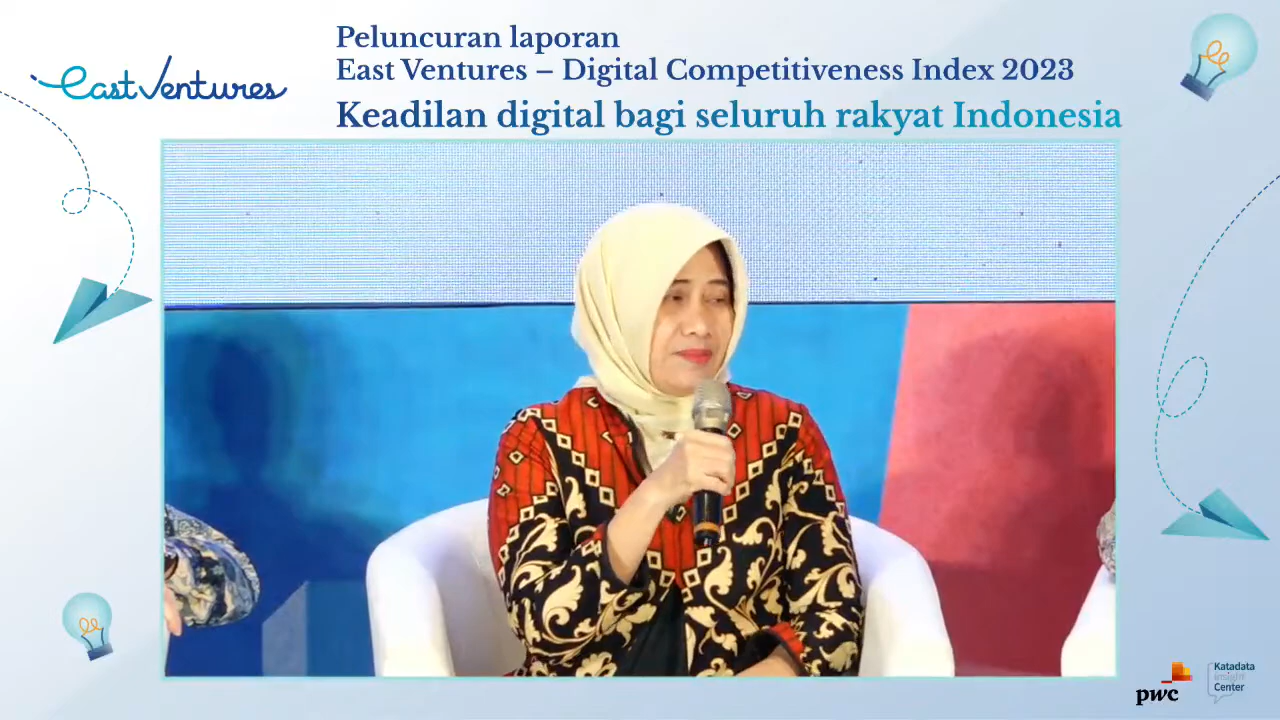 East Ventures
Peluncuran laporan
East Ventures – Digital Competitiveness Index 2023
Keadilan digital bagi seluruh rakyat Indonesia
pwc
Katadata
insight
Center